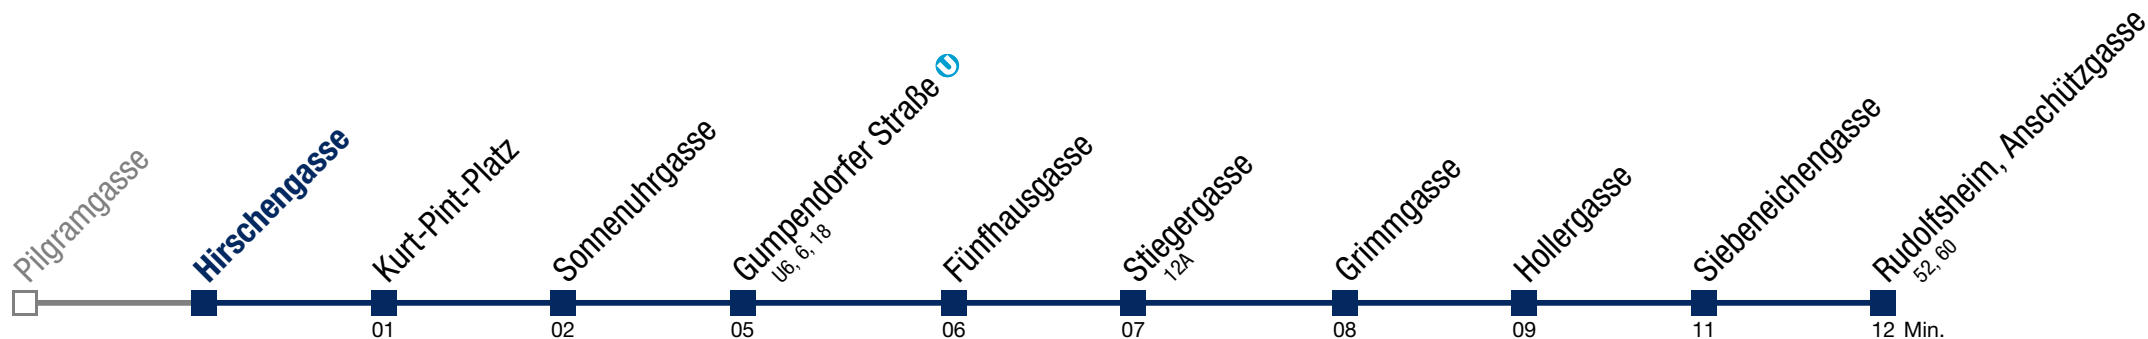 Pilgramgasse
Hirschengasse
Kurt-Pint-Platz
Sonnenuhrgasse
Gumpendorfer Straße U
U6, 6, 18
Fünfhausgasse
Stiegergasse
12A
Grimmgasse
Hollergasse
Siebeneichengasse
Rudolfsheim, Anschützgasse
52, 60
01 02 05 06 07 08 09 11 12 Min.